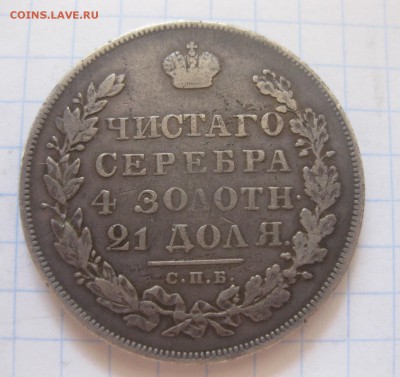 COINS.LAVE.RU
ЧИСТАГО
СЕРЕБРА
4 ЗОЛОТН.
21 ДОЛЯ.
С.П.Б.